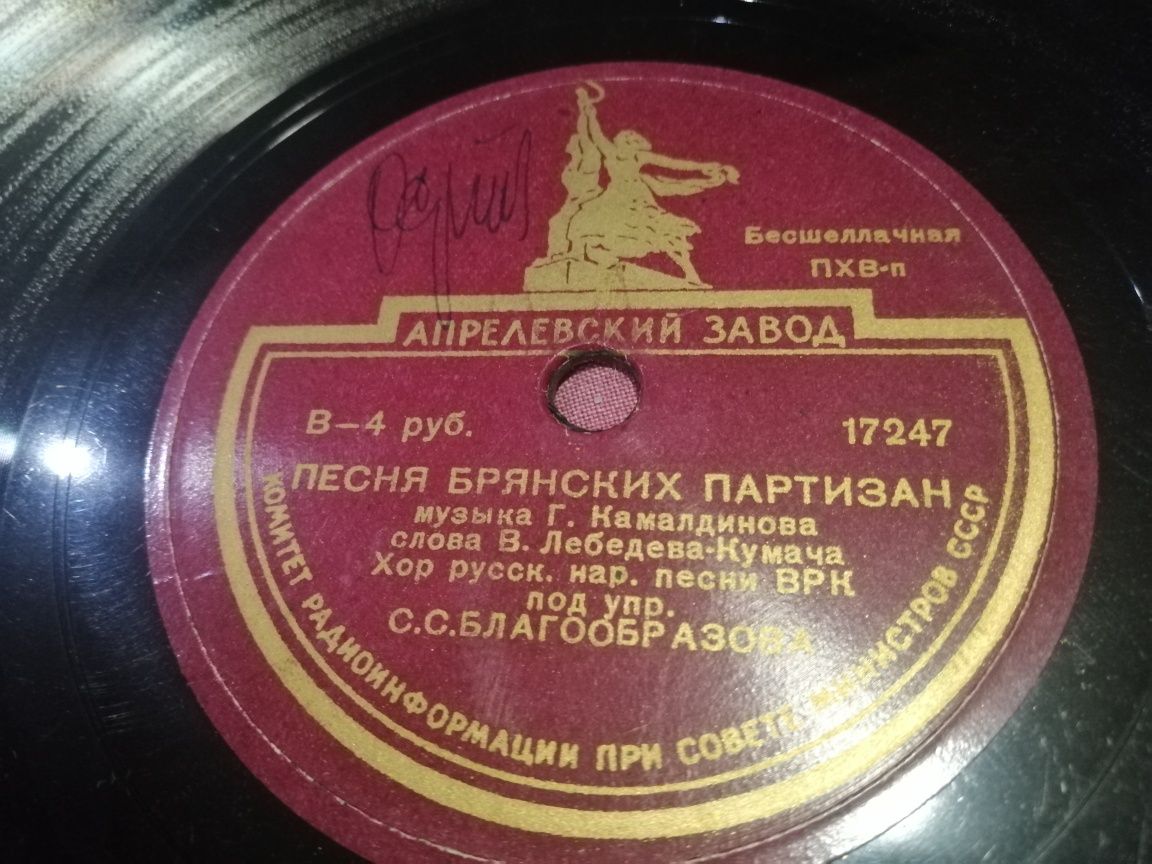 Бесшеллачная
ПХВ-п
АПРЕЛЕВСКИЙ ЗАВОД
В–4 руб.
17247
ПЕСНЯ БРЯНСКИХ ПАРТИЗАН
музыка Г. Камалдинова
слова В. Лебедева-Кумача
Хор русск. нар. песни ВРК
под упр.
С.С.БЛАГООБРАЗОВА
КОМИТЕТ РАДИОИНФОРМАЦИИ ПРИ СОВЕТЕ МИНИСТРОВ СССР